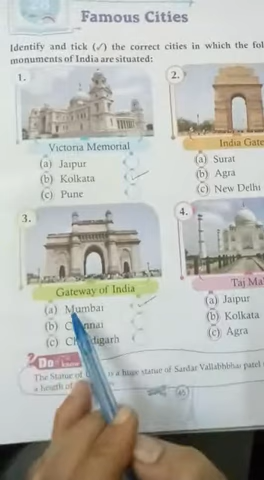 Famous Cities
Identify and tick (✓) the correct cities in which the fol
monuments of India are situated:
1.
Victoria Memorial
(a) Jaipur
(b) Kolkata
(c) Pune
2.
India Gate
(a) Surat
(b) Agra
(c) New Delhi
3.
Gateway of India
(a) Mumbai
(b) 
(c) 
4.
Taj Ma
(a) Jaipur
(b) Kolkata
(c) Agra
Do
The Statue of is a huge statue of Sardar Vallabhbhai patel
a height of